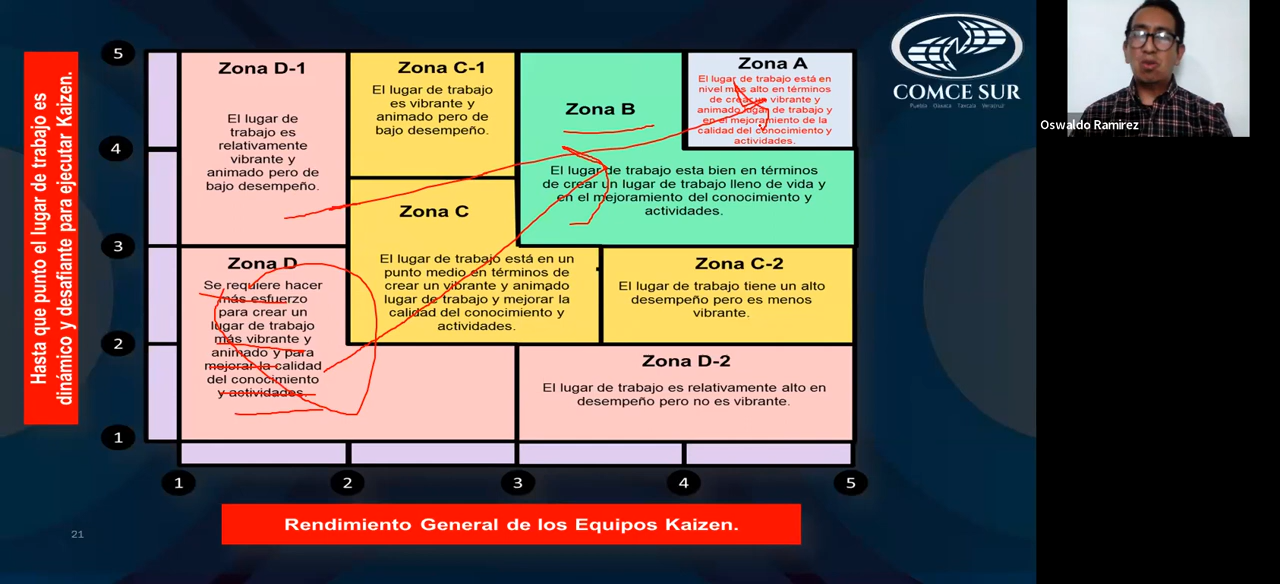 Hasta que punto el lugar de trabajo es
dinámico y desafiante para ejecutar Kaizen.
5
4
3
2
1
Zona D-1
El lugar de
trabajo es
relativamente
vibrante y
animado pero de
bajo desempeño.
Zona C-1
El lugar de trabajo
es vibrante y
animado pero de
bajo desempeño.
Zona B
El lugar de trabajo esta bien en términos
de crear un lugar de trabajo lleno de vida y
en el mejoramiento del conocimiento y
actividades.
Zona A
El lugar de trabajo está en
nivel más alto en términos
de crear un vibrante y
animado lugar de trabajo y
en el mejoramiento de la
calidad del conocimiento y
actividades.
Zona D
Se requiere hacer
más esfuerzo
para crear un
lugar de trabajo
más vibrante y
animado y para
mejorar la calidad
del conocimiento
y actividades.
Zona C
El lugar de trabajo está en un
punto medio en términos de
crear un vibrante y animado
lugar de trabajo y mejorar la
calidad del conocimiento y
actividades.
Zona C-2
El lugar de trabajo tiene un alto
desempeño pero es menos
vibrante.
Zona D-2
El lugar de trabajo es relativamente alto en
desempeño pero no es vibrante.
1
2
3
4
5
Rendimiento General de los Equipos Kaizen.
21
COMCE SUR
Puebla Oaxaca Tlaxcala Veracruz
Oswaldo Ramirez